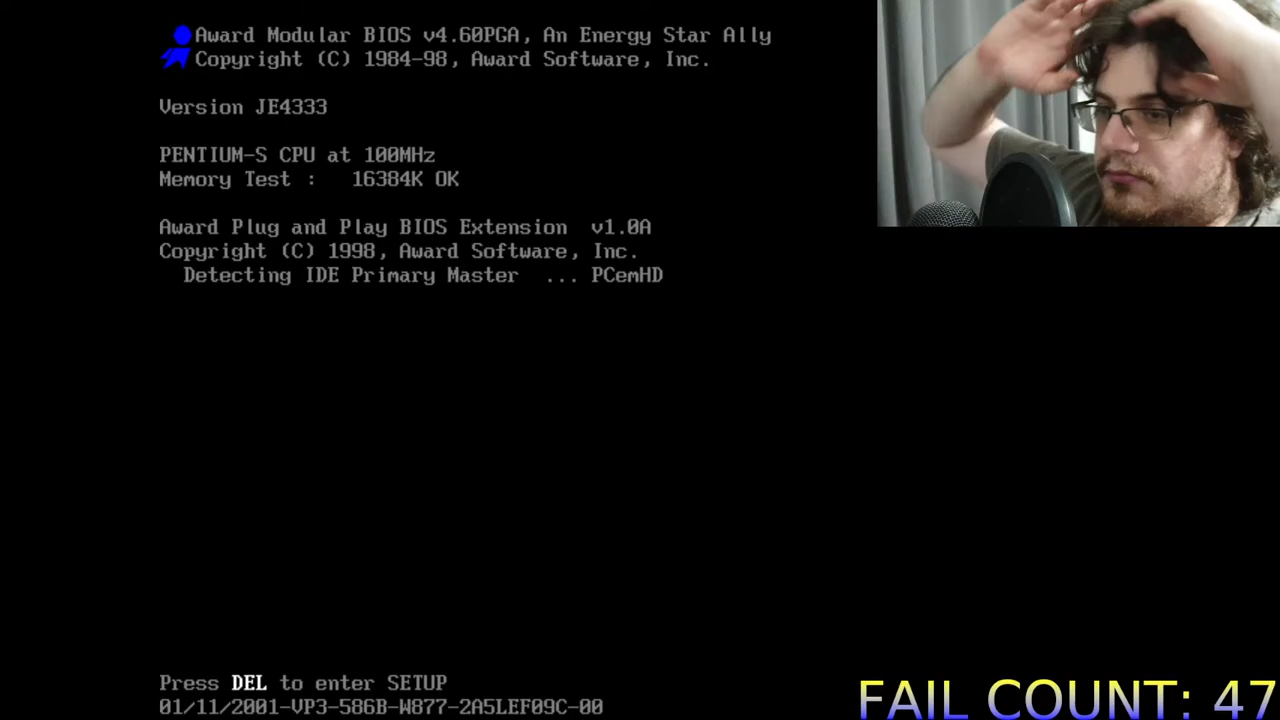 Award Modular BIOS v4.60PGA, An Energy Star Ally
Copyright (C) 1984-98, Award Software, Inc.
Version JE4333
PENTIUM-S CPU at 100MHz
Memory Test :   16384K OK
Award Plug and Play BIOS Extension  v1.0A
Copyright (C) 1998, Award Software, Inc.
Detecting IDE Primary Master  ... PCemHD
Press DEL to enter SETUP
01/11/2001-VP3-586B-W877-2A5LEF09C-00
FAIL COUNT: 47